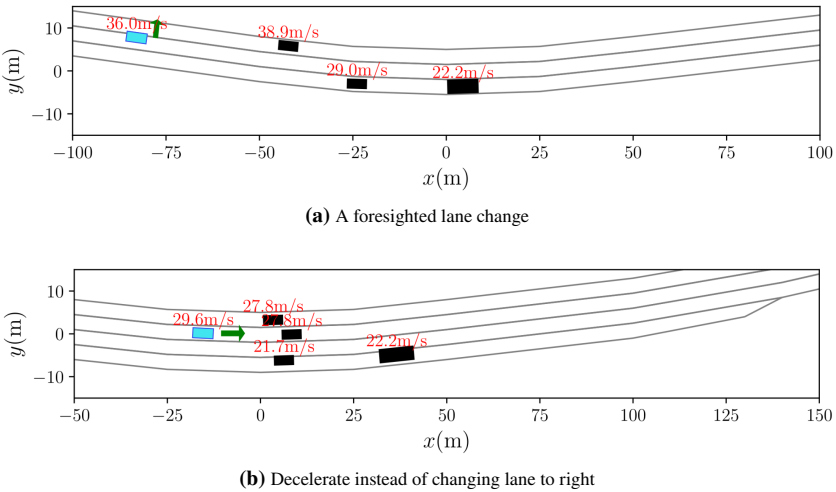 10
0
−10
y(m)
36.0m/s
38.9m/s
29.0m/s
22.2m/s
−100 −75 −50 −25 0 25 50 75 100
x(m)
(a) A foresighted lane change
10
0
−10
y(m)
27.8m/s
29.6m/s
27.8m/s
21.7m/s
22.2m/s
−50 −25 0 25 50 75 100 125 150
x(m)
(b) Decelerate instead of changing lane to right